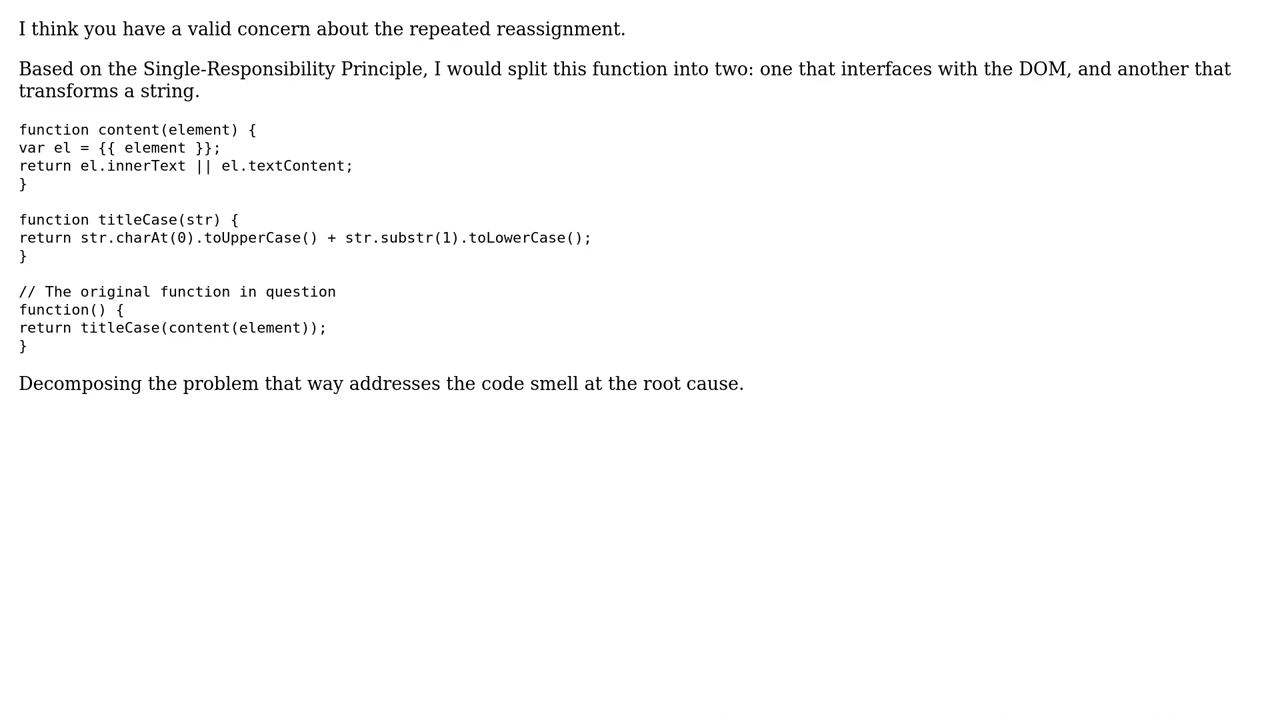 I think you have a valid concern about the repeated reassignment.
Based on the Single-Responsibility Principle, I would split this function into two: one that interfaces with the DOM, and another that
transforms a string.
function content(element) {
var el = {{ element }};
return el.innerText || el.textContent;
}
function titleCase(str) {
return str.charAt(0).toUpperCase() + str.substr(1).toLowerCase();
}
// The original function in question
function() {
return titleCase(content(element));
}
Decomposing the problem that way addresses the code smell at the root cause.